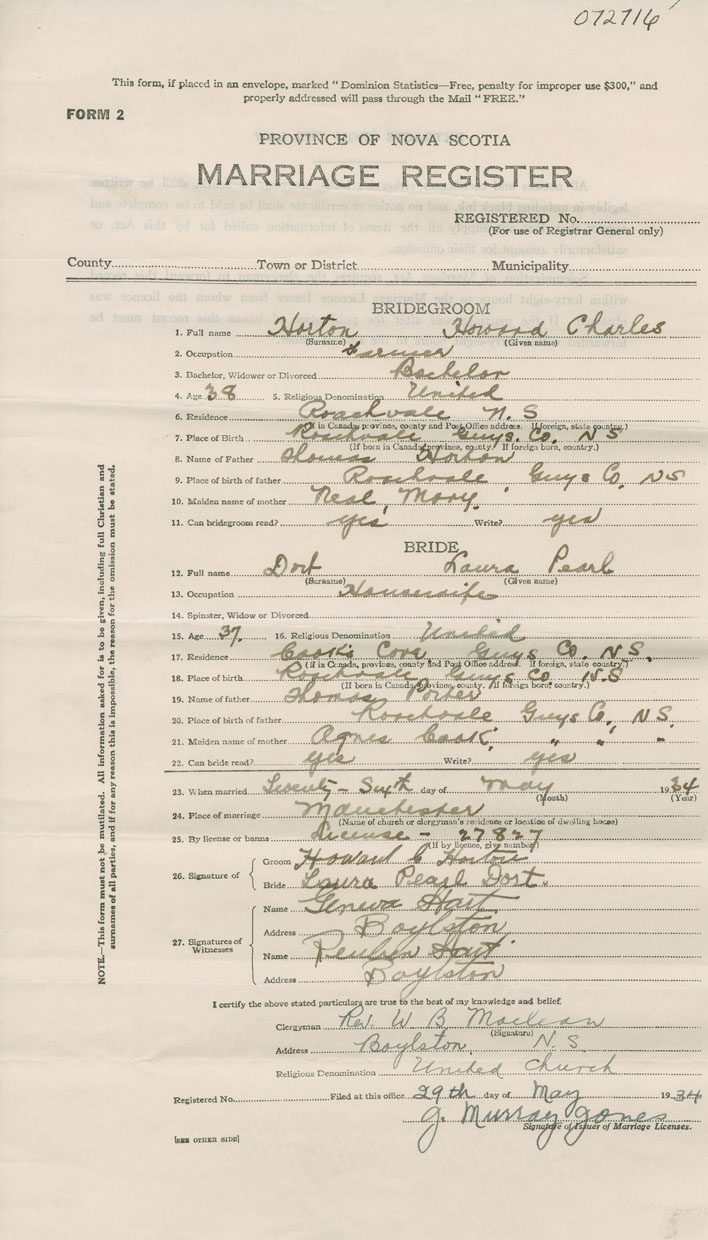 072716
This form, if placed in an envelope, marked "Dominion Statistics—Free, penalty for improper use $300," and
properly addressed will pass through the Mail "FREE."
FORM 2
PROVINCE OF NOVA SCOTIA
MARRIAGE REGISTER
REGISTERED No.
(For use of Registrar General only)
County Town or District Municipality
BRIDEGROOM
1. Full name Horton Howard Charles
(Surname) (Given name)
2. Occupation Farmer
3. Bachelor, Widower or Divorced Bachelor
4. Age 38 5. Religious Denomination United
6. Residence Roachvale N. S
(If in Canada, province, county and Post Office address. If foreign, state country.)
7. Place of Birth Roachvale Guys. Co. N S
(If born in Canada, province, county. If foreign born, country.)
8. Name of Father Thomas Horton
9. Place of birth of father Roachvale Guys Co, N S
10. Maiden name of mother Neal, Mary.
11. Can bridegroom read? yes Write? yes
BRIDE
12. Full name Dort Laura Pearl
(Surname) (Given name)
13. Occupation Housewife
14. Spinster, Widow or Divorced
15. Age 37. 16. Religious Denomination United
17. Residence Cook's Cove, Guys Co, N. S.
(If in Canada, province, county and Post Office address. If foreign, state country.)
18. Place of birth Roachvale Guys Co N. S
(If born in Canada, province, county. If foreign born, country.)
19. Name of father Thomas
20. Place of birth of father Roachvale Guys Co, N S.
21. Maiden name of mother Agnes Cook, " " "
22. Can bride read? yes Write? yes
23. When married Twenty - Sixth day of May 1934
(Month) (Year)
24. Place of marriage Manchester
(Name of church or clergyman's residence or location of dwelling house)
25. By license or banns License - 27827
(If by licence, give number)
26. Signature of
Groom Howard C Horton
Bride Laura Pearl Dort.
27. Signatures of Witnesses
Name Geneva Hart
Address Boylston
Name Reuben Hart
Address Boylston
I certify the above stated particulars are true to the best of my knowledge and belief.
Clergyman Rev. W B Maclean
(Signature)
Address Boylston, N. S.
Religious Denomination United Church
Registered No. Filed at this office 29th day of May 1934
J. Murray Jones
Signature of Issuer of Marriage Licenses.
[SEE OTHER SIDE]
NOTE.—This form must not be mutilated. All information asked for is to be given, including full Christian and
surnames of all parties, and if for any reason this is impossible, the reason for the omission must be stated.